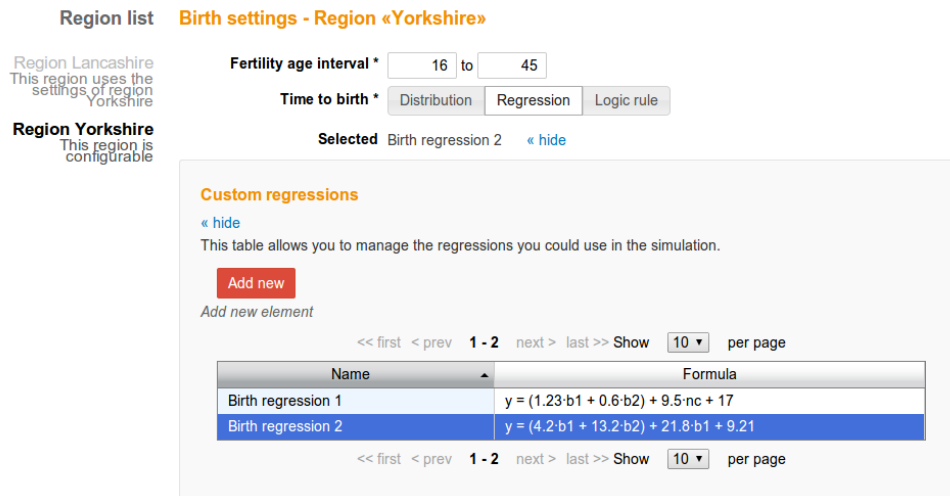 Region list
Birth settings - Region «Yorkshire»
Region Lancashire
This region uses the
settings of region
Yorkshire
Region Yorkshire
This region is
configurable
Fertility age interval * 16 to 45
Time to birth * Distribution Regression Logic rule
Selected Birth regression 2 « hide
Custom regressions
« hide
This table allows you to manage the regressions you could use in the simulation.
Add new
Add new element
<< first < prev 1 - 2 next > last >> Show 10 per page
Name Formula
Birth regression 1 y = (1.23·b1 + 0.6·b2) + 9.5·nc + 17
Birth regression 2 y = (4.2·b1 + 13.2·b2) + 21.8·b1 + 9.21
<< first < prev 1 - 2 next > last >> Show 10 per page